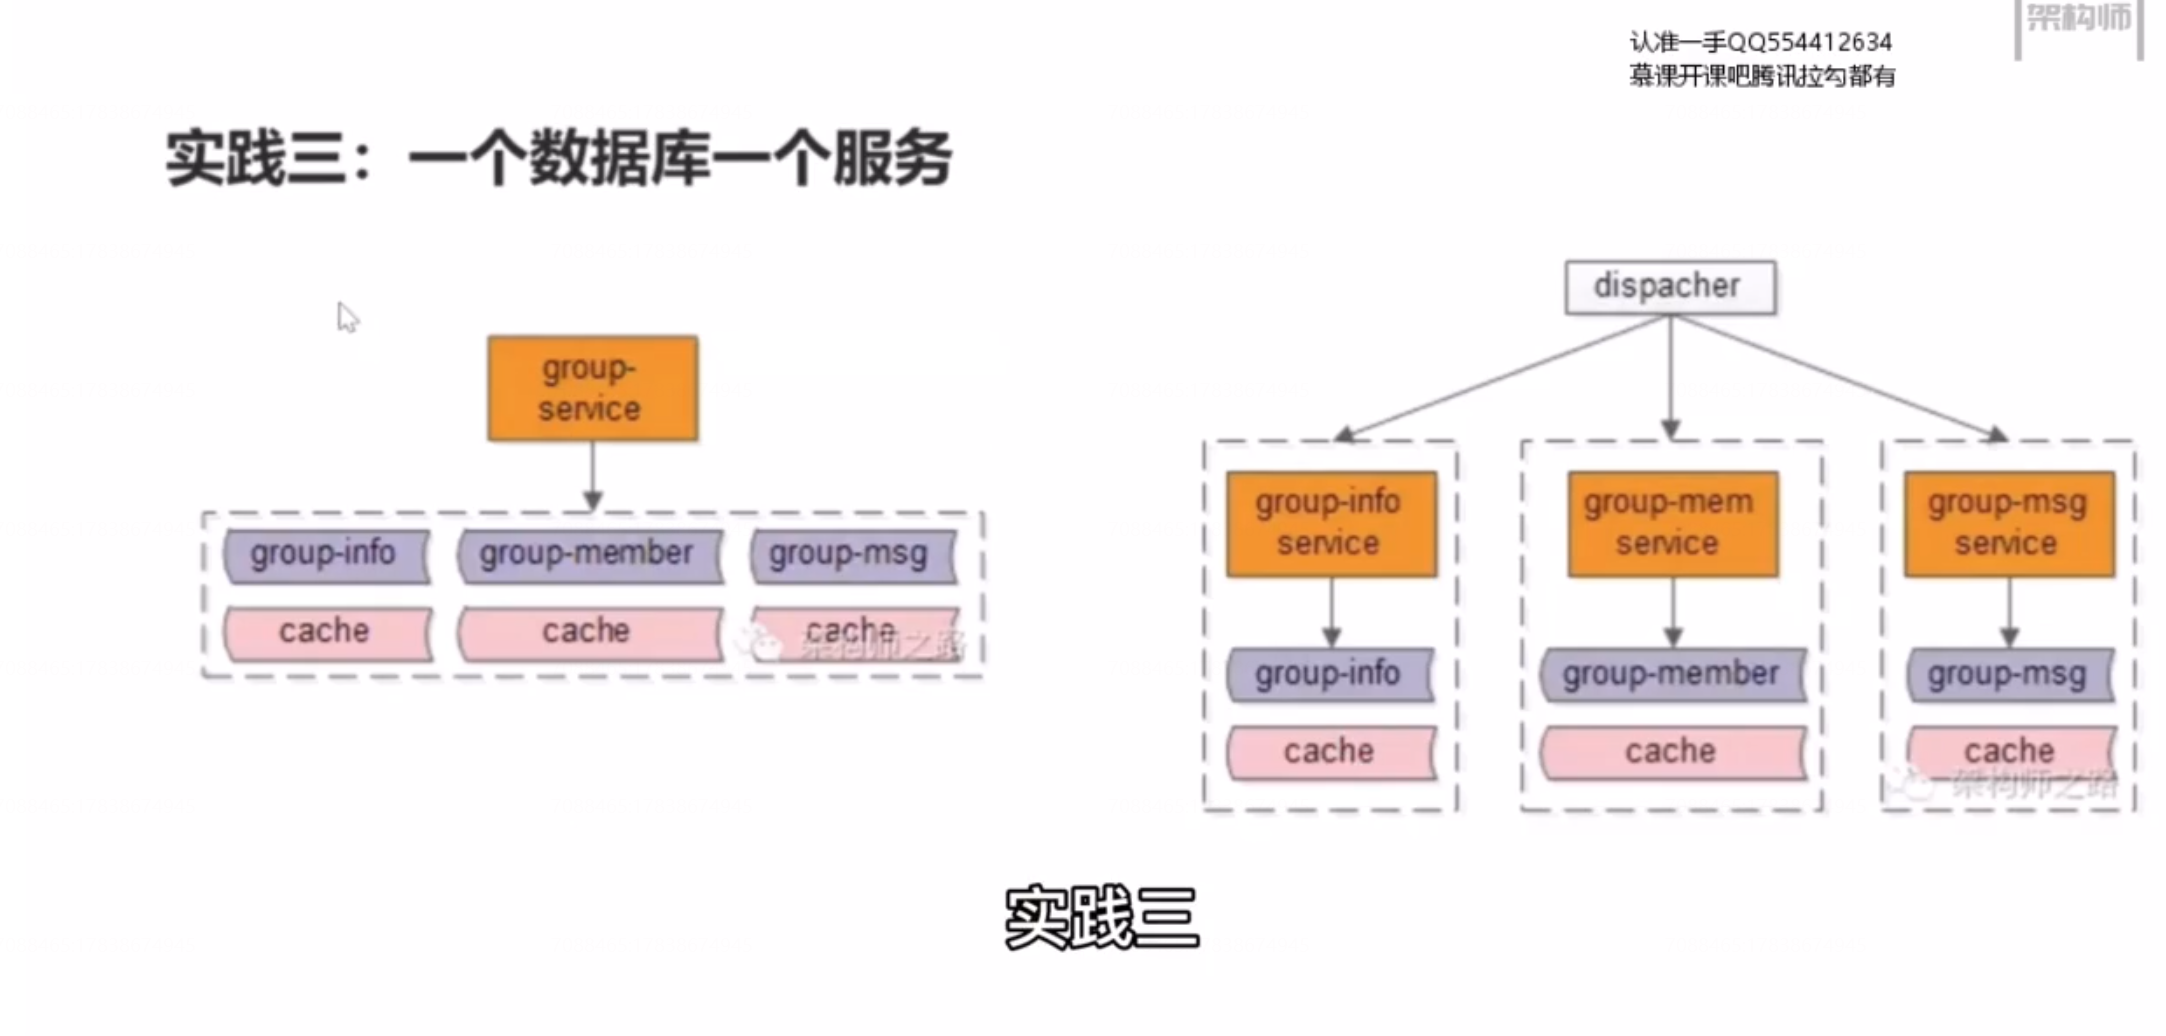 架构师
认准一手QQ554412634
慕课开课吧腾讯拉勾都有
实践三：一个数据库一个服务
group-
service
group-info
group-member
group-msg
cache
cache
cache
架构师之路
dispacher
group-info
service
group-mem
service
group-msg
service
group-info
group-member
group-msg
cache
cache
cache
架构师之路
实践三